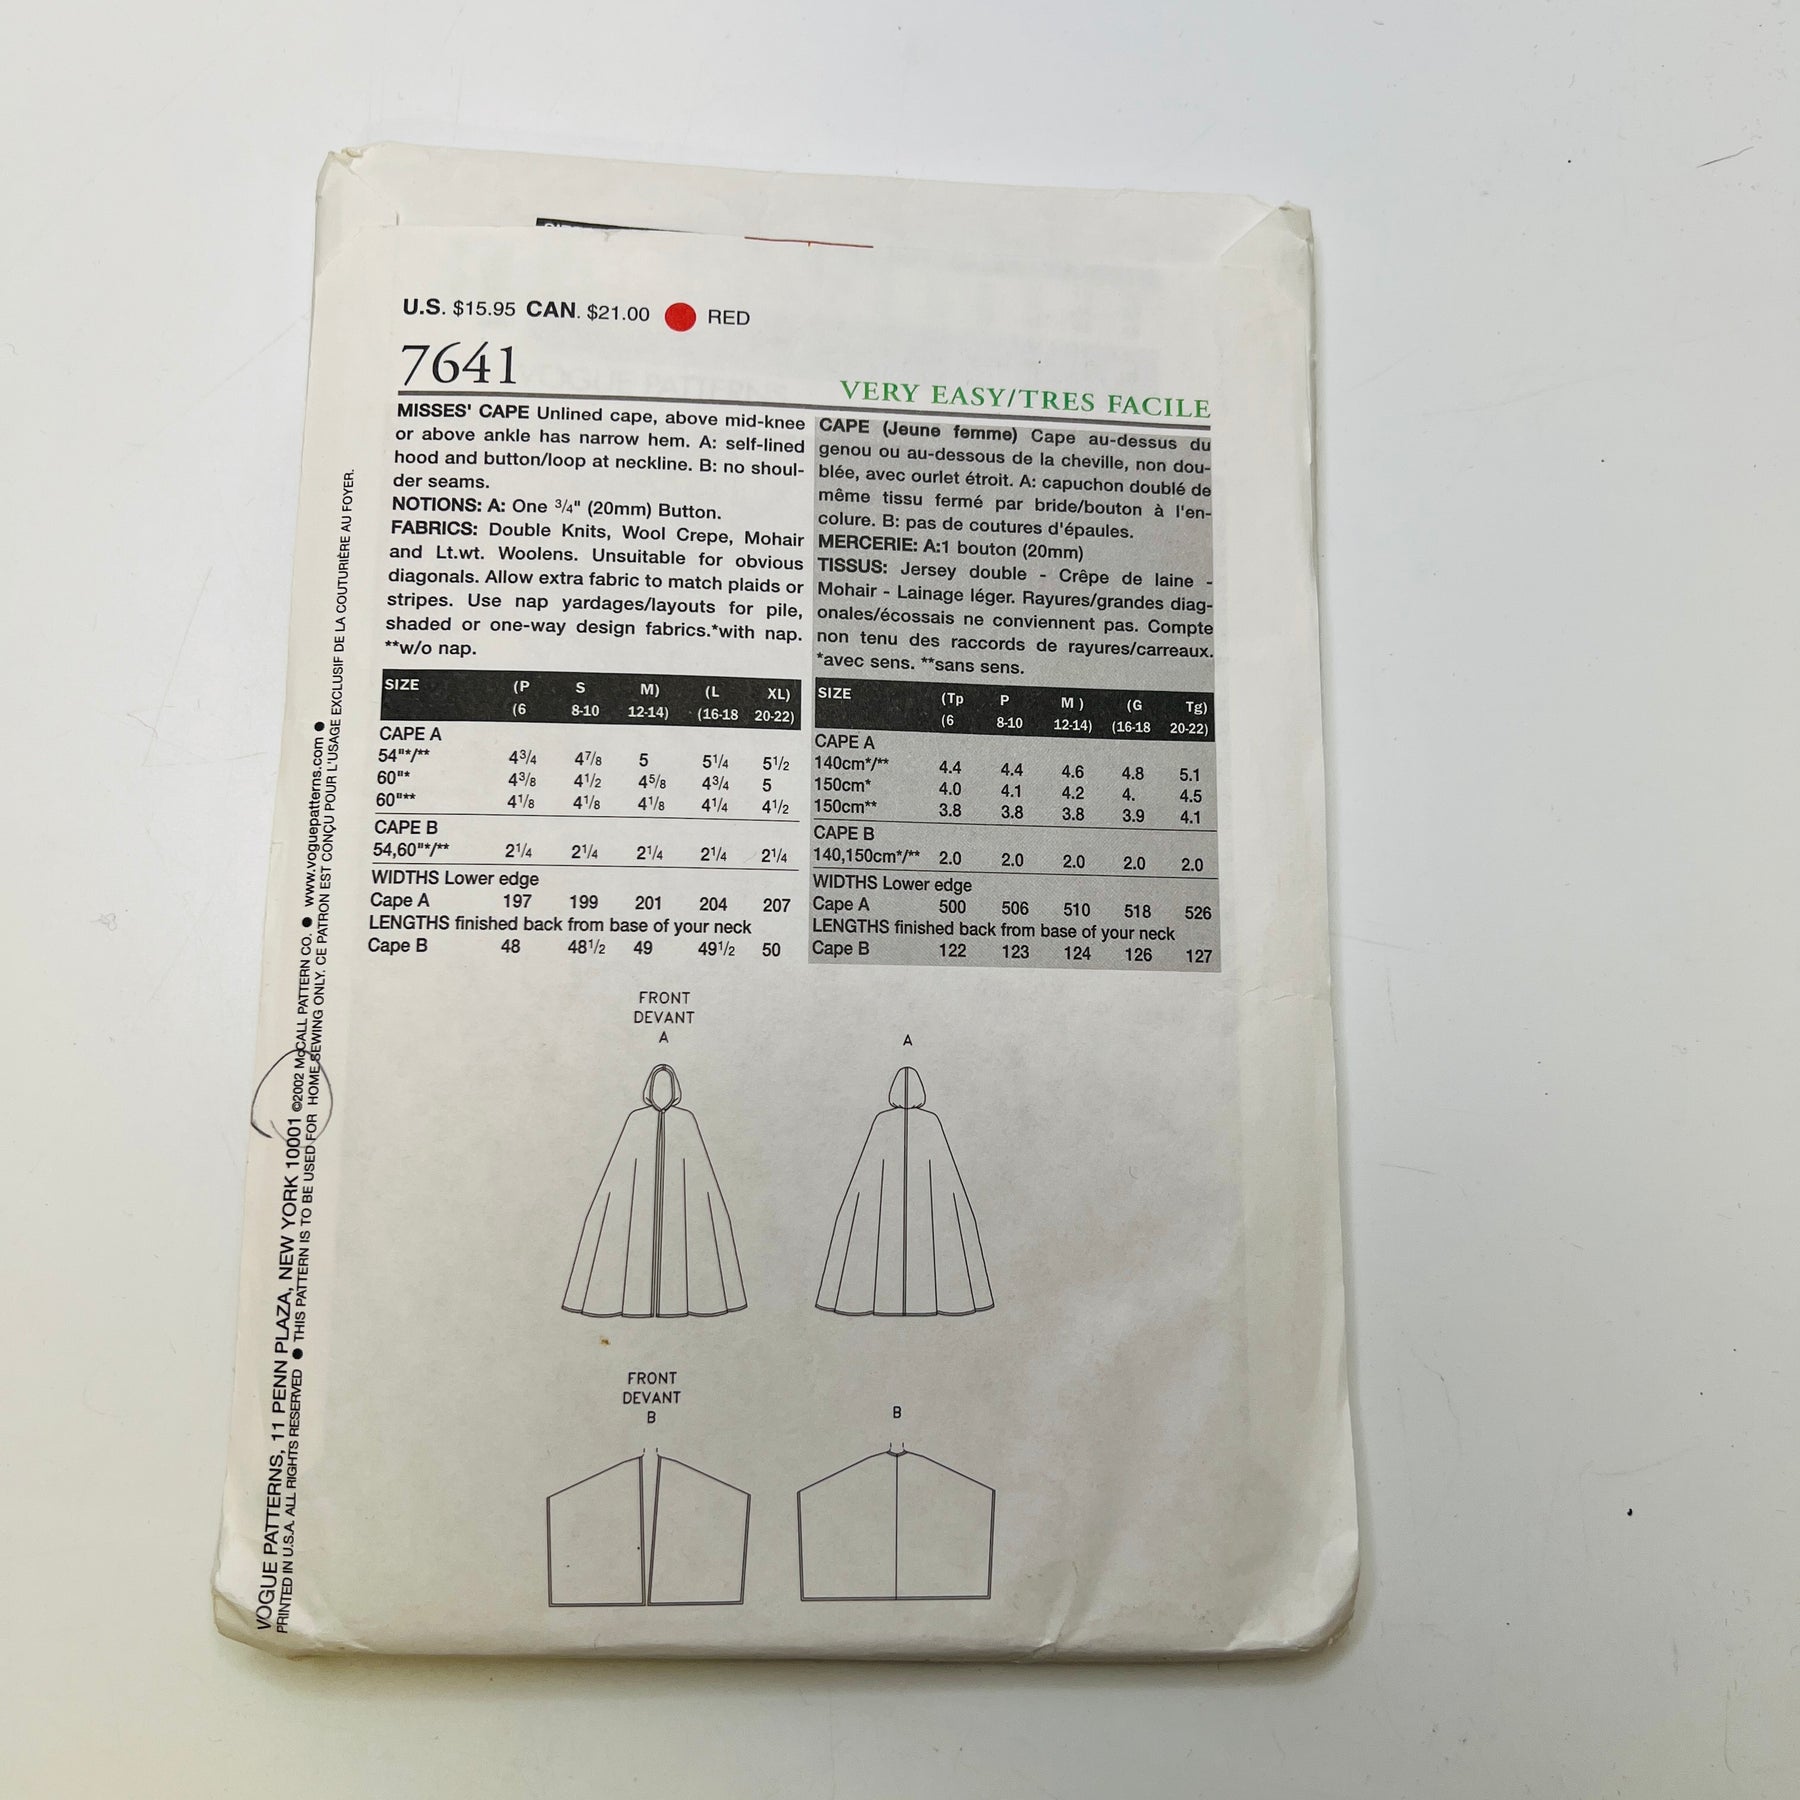 U.S. $15.95 CAN. $21.00 RED
7641
VERY EASY/TRES FACILE
MISSES' CAPE Unlined cape, above mid-knee
or above ankle has narrow hem. A: self-lined
hood and button/loop at neckline. B: no shoul-
der seams.
NOTIONS: A: One 3/4" (20mm) Button.
FABRICS: Double Knits, Wool Crepe, Mohair
and Lt.wt. Woolens. Unsuitable for obvious
diagonals. Allow extra fabric to match plaids or
stripes. Use nap yardages/layouts for pile,
shaded or one-way design fabrics.*with nap.
**w/o nap.
SIZE (P S M) (L XL)
(6 8-10 12-14) (16-18 20-22)
CAPE A
54"*/** 4 3/4 4 7/8 5 5 1/4 5 1/2
60"* 4 3/8 4 1/2 4 5/8 4 3/4 5
60"** 4 1/8 4 1/8 4 1/8 4 1/4 4 1/2
CAPE B
54,60"*/** 2 1/4 2 1/4 2 1/4 2 1/4 2 1/4
WIDTHS Lower edge
Cape A 197 199 201 204 207
LENGTHS finished back from base of your neck
Cape B 48 48 1/2 49 49 1/2 50
CAPE (Jeune femme) Cape au-dessus du
genou ou au-dessous de la cheville, non dou-
blée, avec ourlet étroit. A: capuchon doublé de
même tissu fermé par bride/bouton à l'en-
colure. B: pas de coutures d'épaules.
MERCERIE: A:1 bouton (20mm)
TISSUS: Jersey double - Crêpe de laine -
Mohair - Lainage léger. Rayures/grandes diag-
onales/écossais ne conviennent pas. Compte
non tenu des raccords de rayures/carreaux.
*avec sens. **sans sens.
SIZE (Tp P M ) (G Tg)
(6 8-10 12-14) (16-18 20-22)
CAPE A
140cm*/** 4.4 4.4 4.6 4.8 5.1
150cm* 4.0 4.1 4.2 4. 4.5
150cm** 3.8 3.8 3.8 3.9 4.1
CAPE B
140,150cm*/** 2.0 2.0 2.0 2.0 2.0
WIDTHS Lower edge
Cape A 500 506 510 518 526
LENGTHS finished back from base of your neck
Cape B 122 123 124 126 127
FRONT
DEVANT
A
A
FRONT
DEVANT
B
B
VOGUE PATTERNS, 11 PENN PLAZA, NEW YORK 10001 ©2002 McCALL PATTERN CO. ● www.voguepatterns.com ●
PRINTED IN U.S.A. ALL RIGHTS RESERVED ● THIS PATTERN IS TO BE USED FOR HOME SEWING ONLY. CE PATRON EST CONÇU POUR L'USAGE EXCLUSIF DE LA COUTURIÈRE AU FOYER.